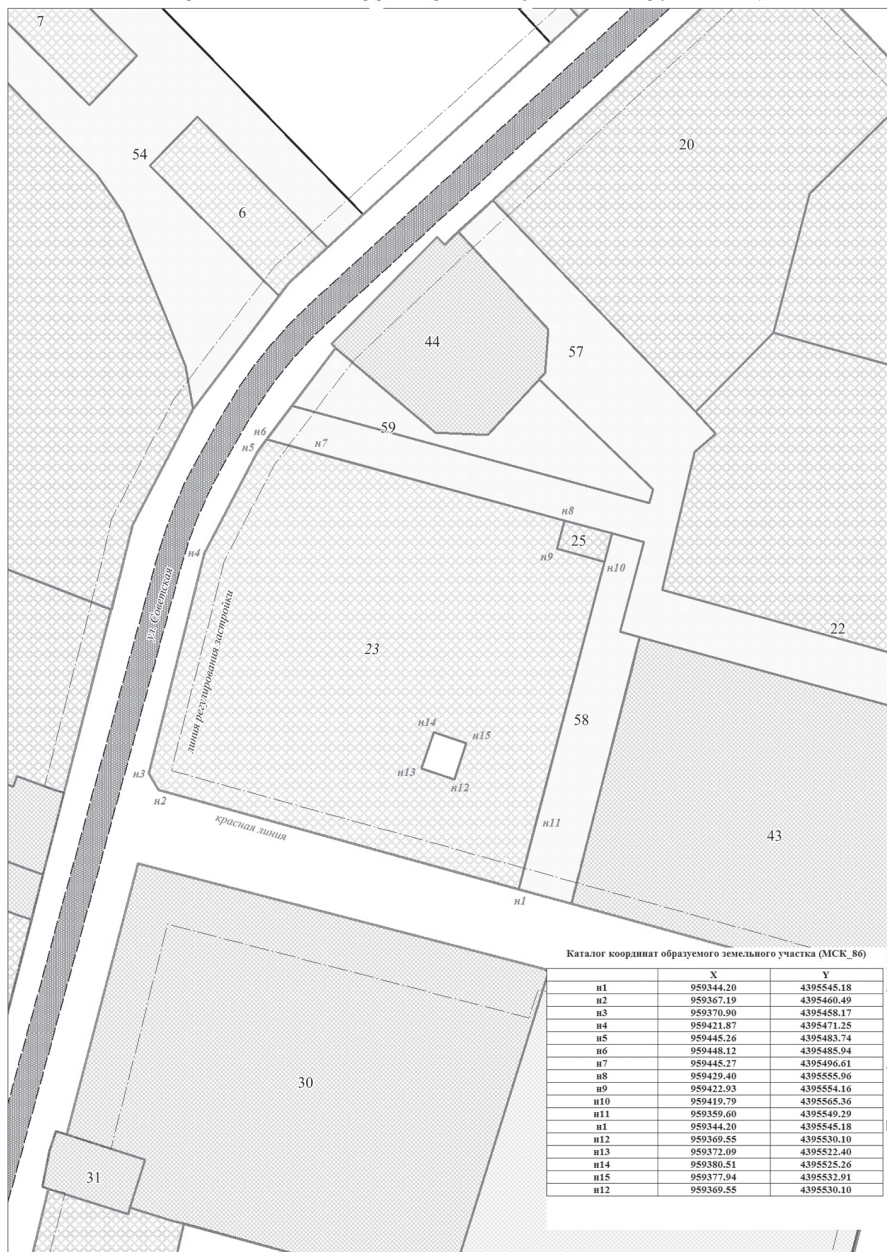 7
54
20
6
44
57
59
н6
н5
н7
н8
25
н9
н10
н4
ул. Советская
линия регулирования застройки
22
23
58
н14
н15
н13
н12
н3
н2
красная линия
н11
43
н1
30
31
Каталог координат образуемого земельного участка (МСК_86)
X Y
н1 959344.20 4395545.18
н2 959367.19 4395460.49
н3 959370.90 4395458.17
н4 959421.87 4395471.25
н5 959445.26 4395483.74
н6 959448.12 4395485.94
н7 959445.27 4395496.61
н8 959429.40 4395555.96
н9 959422.93 4395554.16
н10 959419.79 4395565.36
н11 959359.60 4395549.29
н1 959344.20 4395545.18
н12 959369.55 4395530.10
н13 959372.09 4395522.40
н14 959380.51 4395525.26
н15 959377.94 4395532.91
н12 959369.55 4395530.10